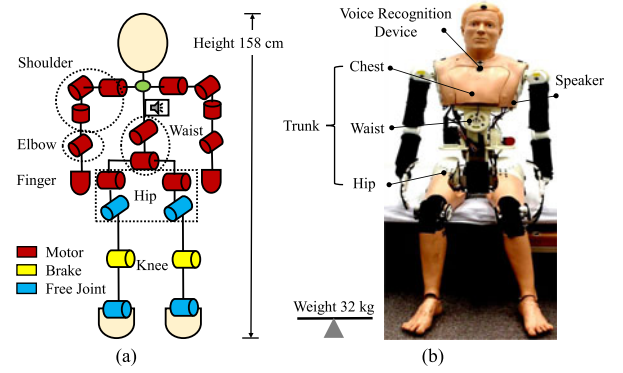 Height 158 cm
Shoulder
Waist
Elbow
Finger
Hip
Motor
Brake
Free Joint
Knee
(a)
Voice Recognition
Device
Chest
Speaker
Trunk
Waist
Hip
Weight 32 kg
(b)